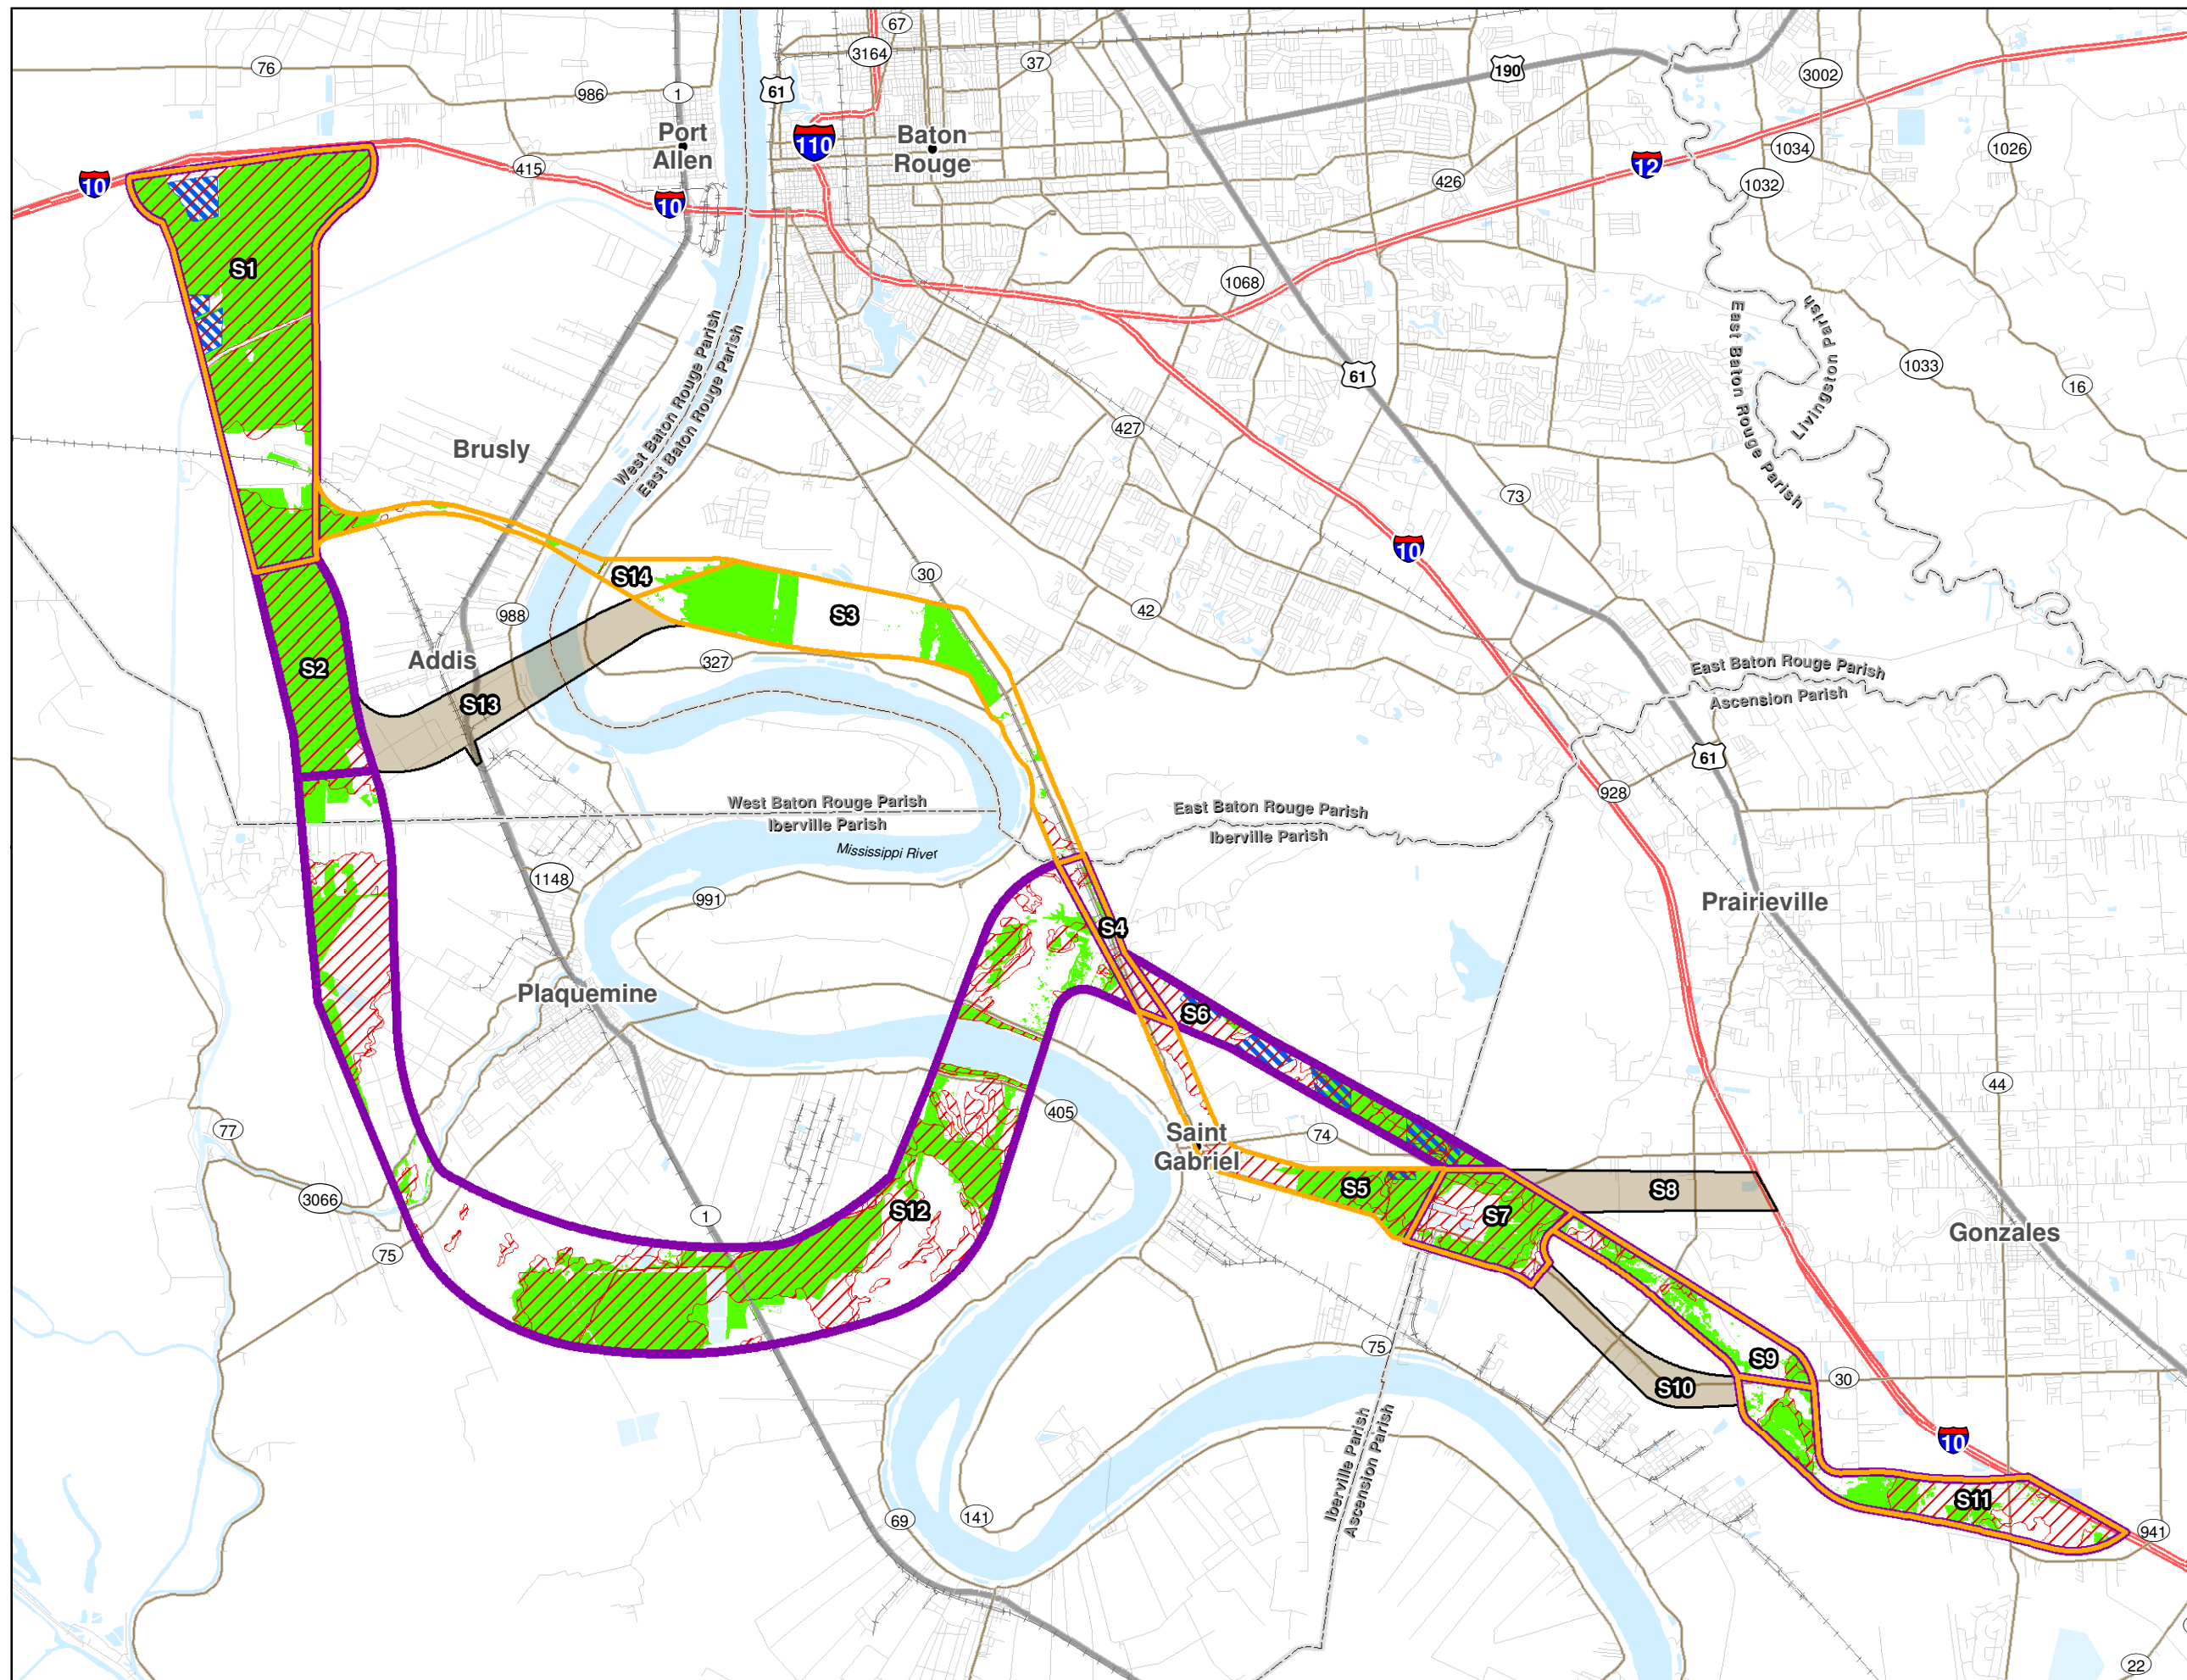 67
3164
76
37
190
3002
986
1
61
Port
Allen
110
Baton
Rouge
1034
1026
415
12
10
426
1032
10
S1
1068
West Baton Rouge Parish
East Baton Rouge Parish
East Baton Rouge Parish
Livingston Parish
1033
61
16
427
Brusly
73
10
S14
30
988
S3
42
327
Addis
S2
S13
East Baton Rouge Parish
Ascension Parish
61
928
West Baton Rouge Parish
Iberville Parish
East Baton Rouge Parish
Iberville Parish
Mississippi River
1148
991
Prairieville
S4
Plaquemine
S6
44
405
77
Saint
Gabriel
74
3066
S5
S8
S12
1
S7
Gonzales
75
75
S9
30
S10
10
Iberville Parish
Ascension Parish
S11
69
141
941
22